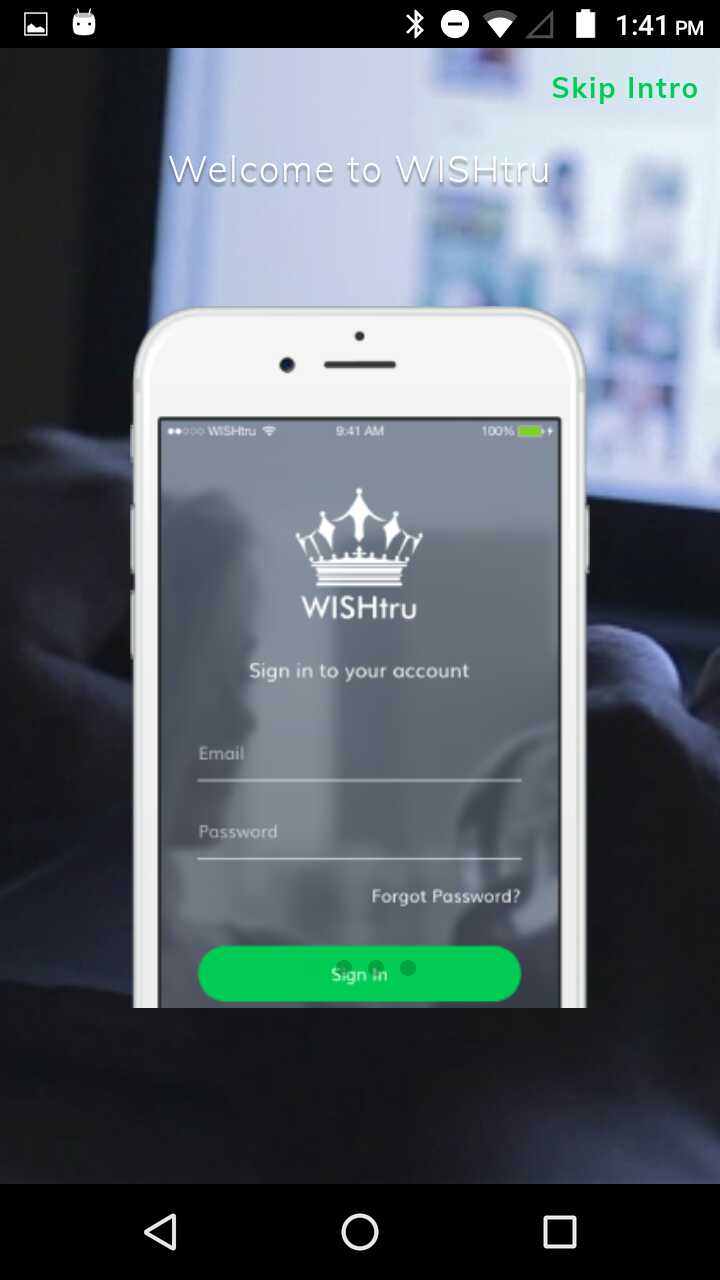 1:41 PM
Skip Intro
Welcome to WISHtru
WISHtru 9:41 AM 100%
WISHtru
Sign in to your account
Email
Password
Forgot Password?
Sign In